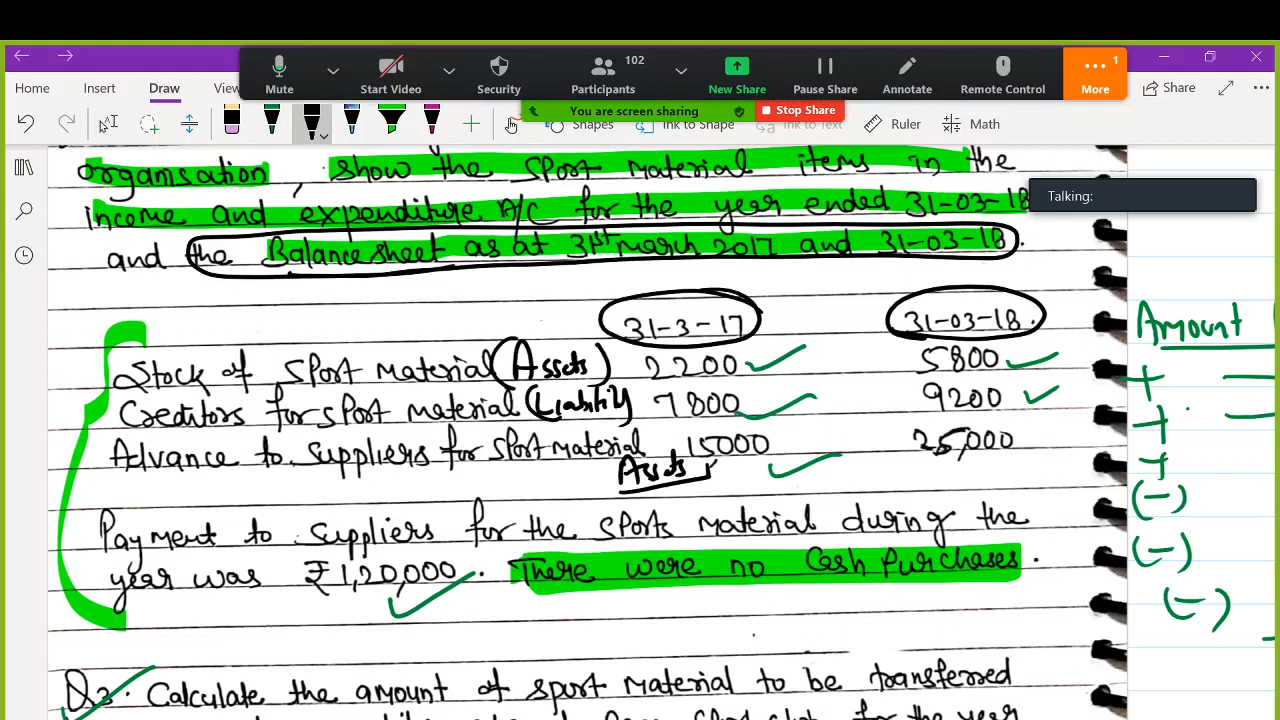 102
1
Mute
Start Video
Security
Participants
New Share
Pause Share
Annotate
Remote Control
More
You are screen sharing
Stop Share
Home
Insert
Draw
View
Share
Shapes
Ink to Shape
Ink to Text
Ruler
Math
Talking:
organisation, show the sport material items in the
income and expenditure A/C for the year ended 31-03-18
and the Balance sheet as at 31st march 2017 and 31-03-18.
31-3-17 31-03-18
Stock of sport material (Assets) 2200 5800
Creditors for sport material (Liability) 7800 9200
Advance to suppliers for sport material 15000 25,000
Assets
Payment to suppliers for the sports material during the
year was ₹1,20,000. There were no Cash Purchases.
Q3. Calculate the amount of sport material to be transferred
Amount
+
+
+
(-)
(-)
(-)